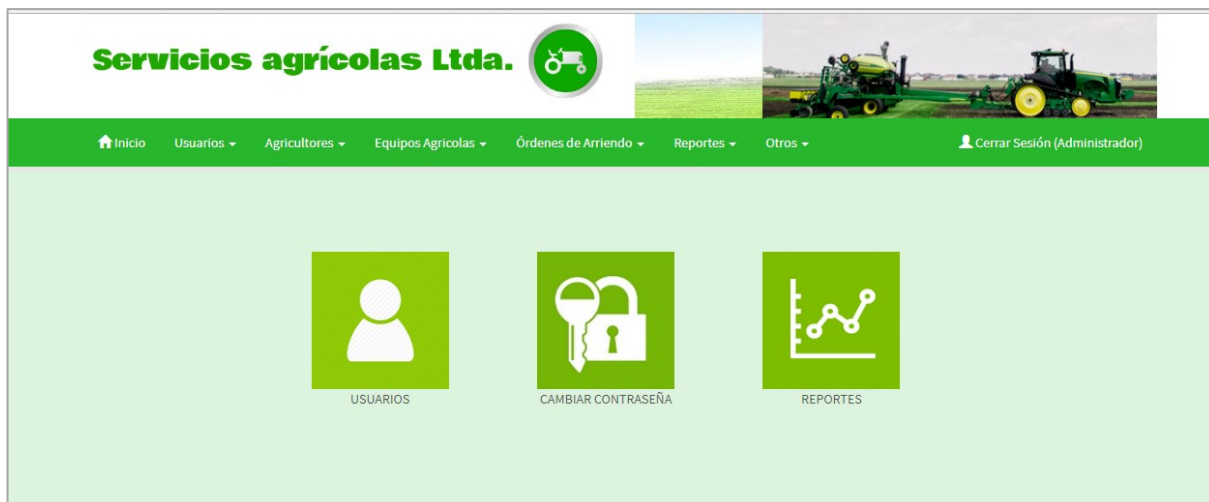 Servicios agrícolas Ltda.
Inicio Usuarios Agricultores Equipos Agricolas Órdenes de Arriendo Reportes Otros Cerrar Sesión (Administrador)
USUARIOS CAMBIAR CONTRASEÑA REPORTES